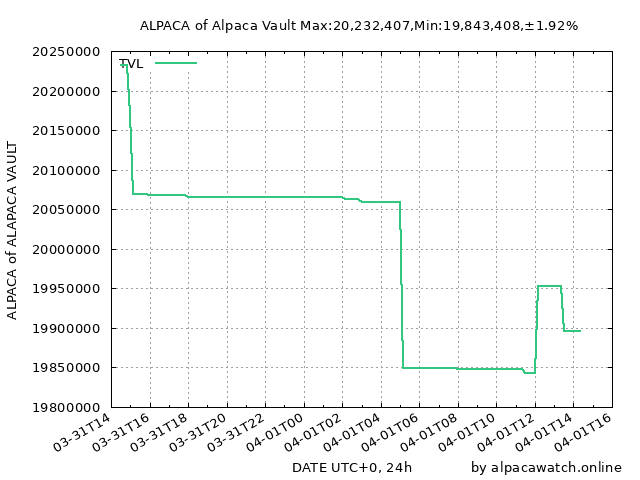 ALPACA of Alpaca Vault Max:20,232,407,Min:19,843,408,±1.92%
20250000
20200000
20150000
20100000
20050000
20000000
19950000
19900000
19850000
19800000
TVL
ALPACA of ALAPACA VAULT
03-31T14
03-31T16
03-31T18
03-31T20
03-31T22
04-01T00
04-01T02
04-01T04
04-01T06
04-01T08
04-01T10
04-01T12
04-01T14
04-01T16
DATE UTC+0, 24h
by alpacawatch.online